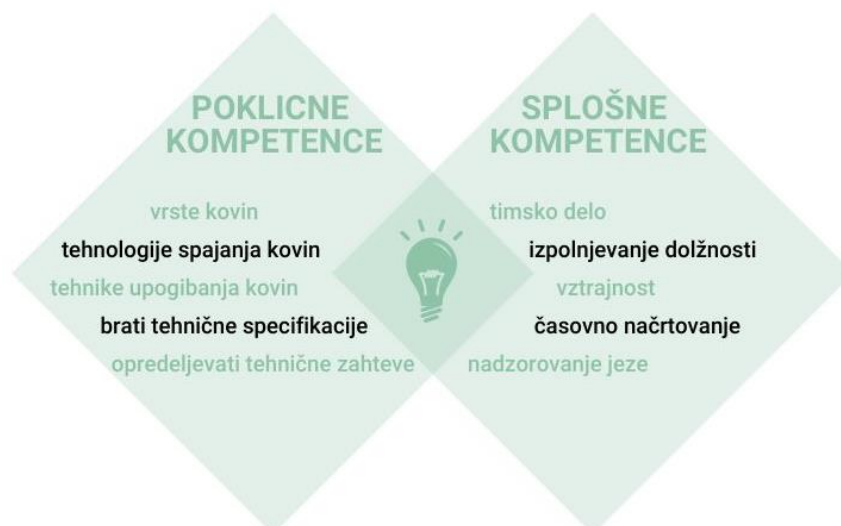 POKLICNE
KOMPETENCE
vrste kovin
tehnologije spajanja kovin
tehnike upogibanja kovin
brati tehnične specifikacije
opredeljevati tehnične zahteve
SPLOŠNE
KOMPETENCE
timsko delo
izpolnjevanje dolžnosti
vztrajnost
časovno načrtovanje
nadzorovanje jeze